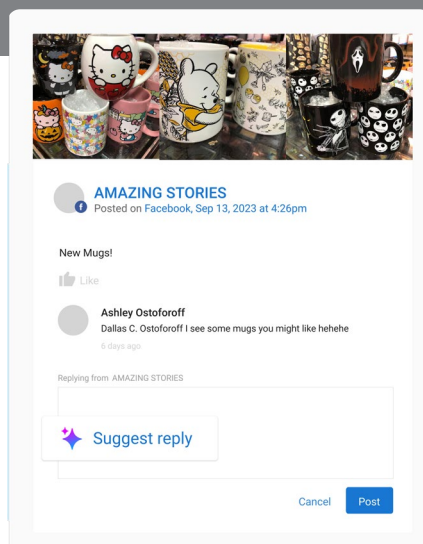 AMAZING STORIES
Posted on Facebook, Sep 13, 2023 at 4:26pm
New Mugs!
Like
Ashley Ostoforoff
Dallas C. Ostoforoff I see some mugs you might like hehehe
6 days ago
Replying from AMAZING STORIES
Suggest reply
Cancel
Post